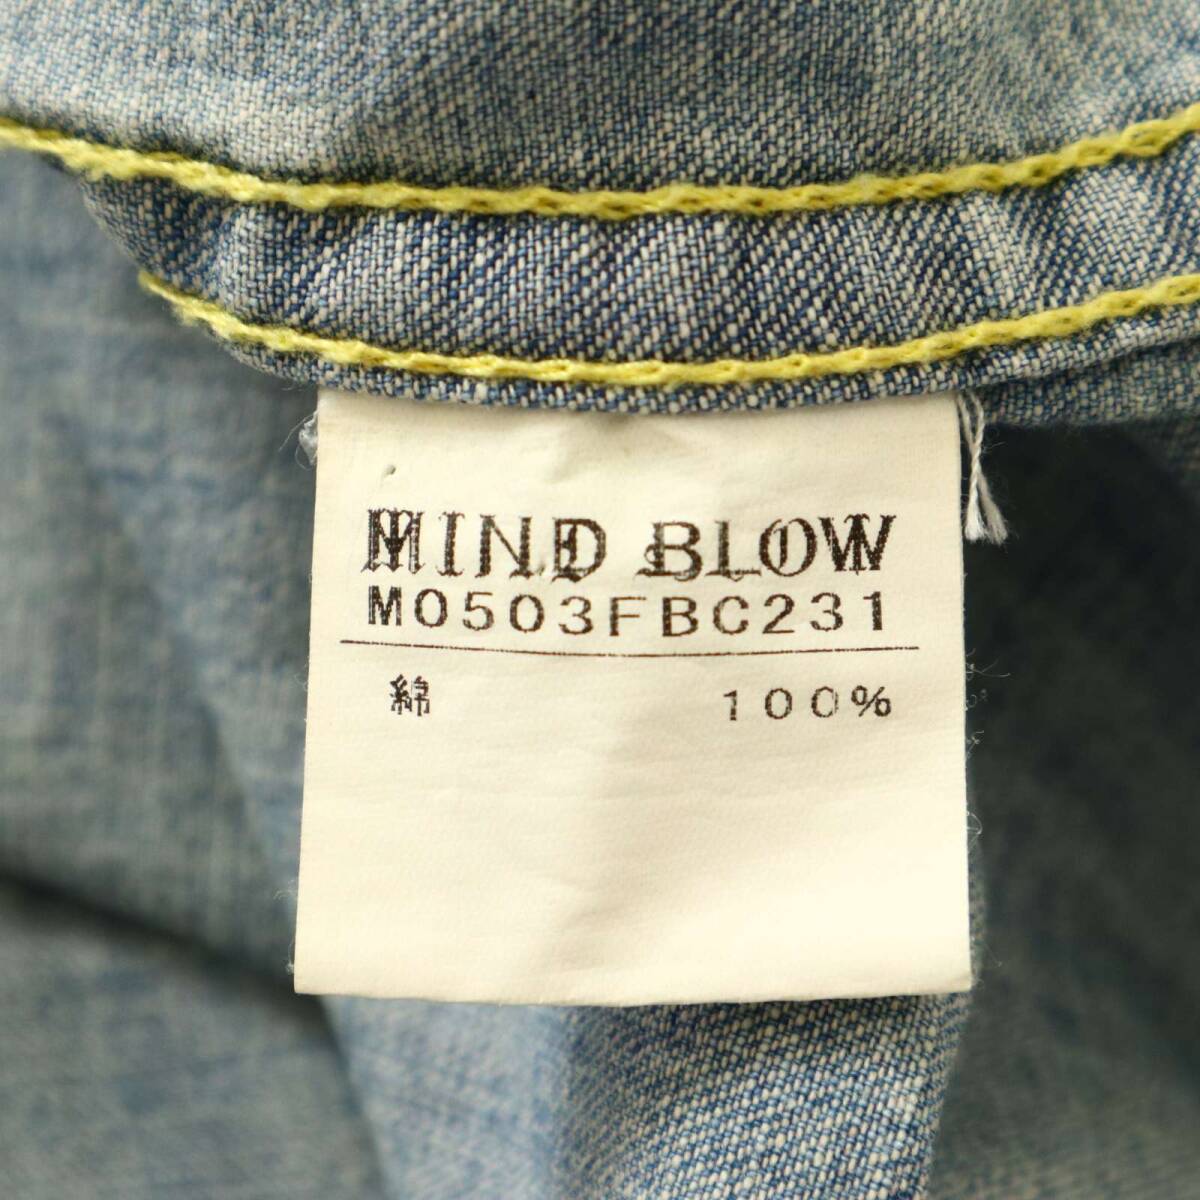 MIND BLOW
M0503FBC231
綿 100%